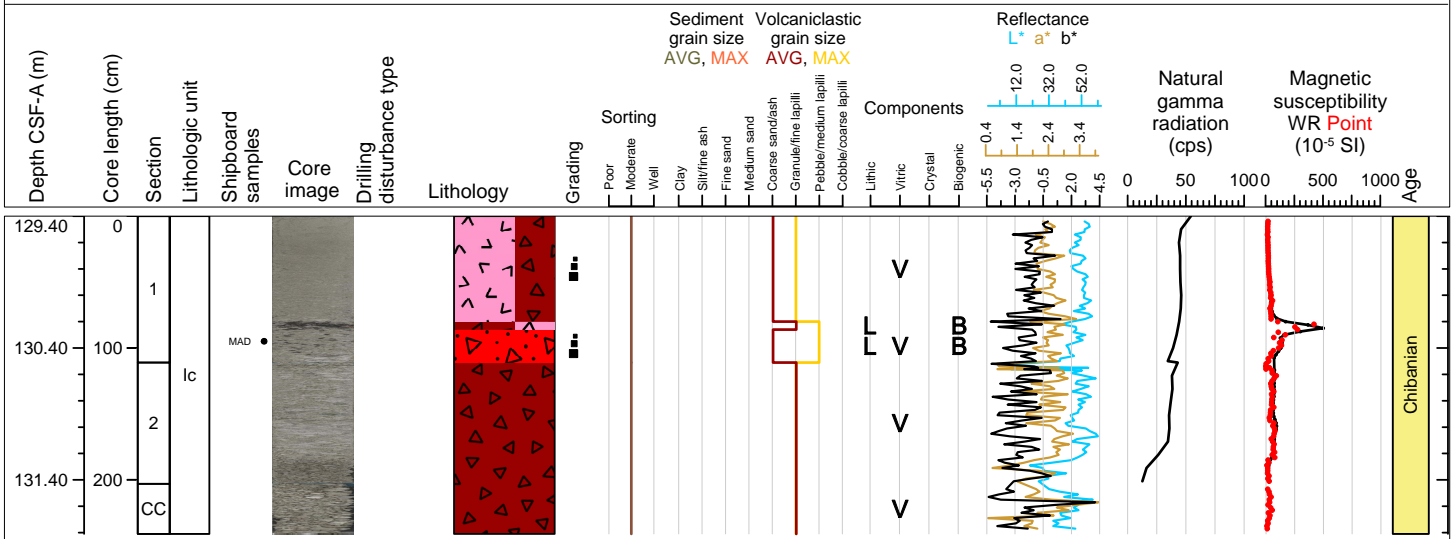 Sediment
grain size
AVG, MAX
Volcaniclastic
grain size
AVG, MAX
Reflectance
L* a* b*
Depth CSF-A (m)
Core length (cm)
Section
Lithologic unit
Shipboard
samples
Core
image
Drilling
disturbance type
Lithology
Grading
Sorting
Poor
Moderate
Well
Clay
Silt/fine ash
Fine sand
Medium sand
Coarse sand/ash
Granule/fine lapilli
Pebble/medium lapilli
Cobble/coarse lapilli
Components
Lithic
Vitric
Crystal
Biogenic
12.0 32.0 52.0
0.4 1.4 2.4 3.4
-5.5 -3.0 -0.5 2.0 4.5
Natural
gamma
radiation
(cps)
0 50 100
Magnetic
susceptibility
WR Point
(10-5 SI)
0 500 1000
Age
129.40 0
130.40 100
131.40 200
1
2
CC
Ic
MAD
V
L B
L V B
V
V
Chibanian